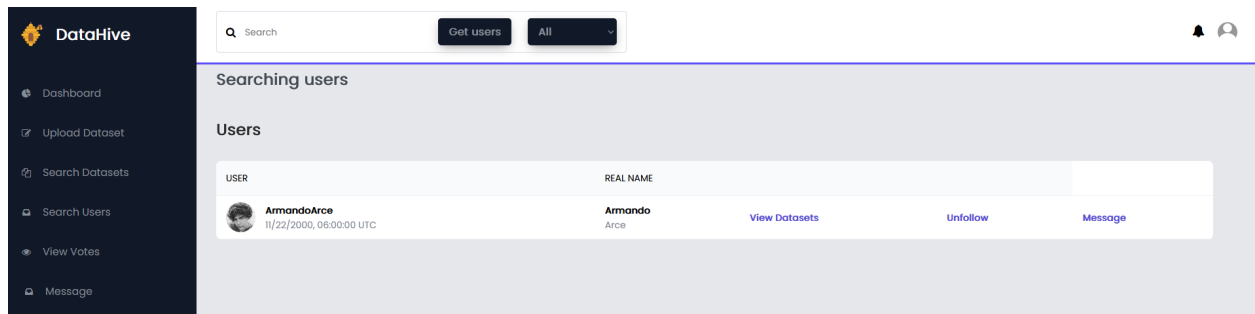 DataHive
Search
Get users
All
Dashboard
Upload Dataset
Search Datasets
Search Users
View Votes
Message
Searching users
Users
USER REAL NAME
ArmandoArce Armando View Datasets Unfollow Message
11/22/2000, 06:00:00 UTC Arce